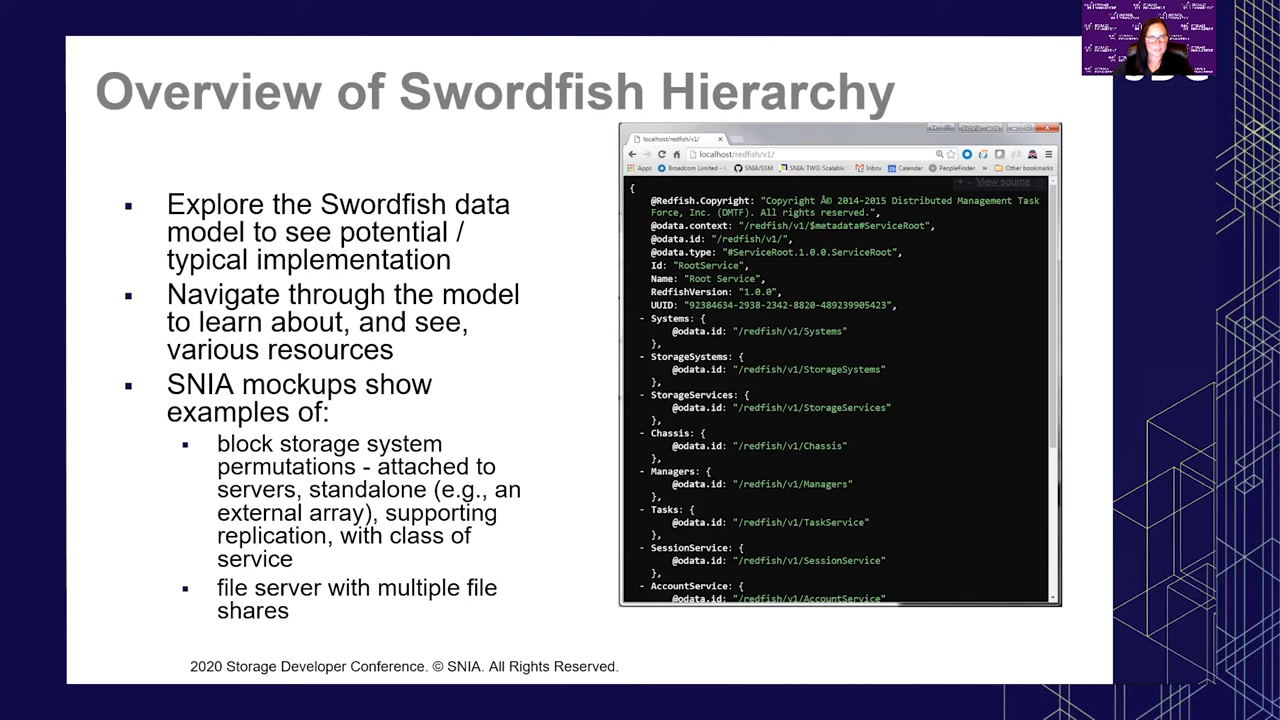 Overview of Swordfish Hierarchy
▪ Explore the Swordfish data
model to see potential /
typical implementation
▪ Navigate through the model
to learn about, and see,
various resources
▪ SNIA mockups show
examples of:
▪ block storage system
permutations - attached to
servers, standalone (e.g., an
external array), supporting
replication, with class of
service
▪ file server with multiple file
shares
localhost/redfish/v1/
localhost/redfish/v1/
Apps Broadcom Limited - SNIA/SSM SNIA: TWG: Scalable Inbox Calendar PeopleFinder » Other bookmarks
View source
{
@Redfish.Copyright: "Copyright Â© 2014-2015 Distributed Management Task
Force, Inc. (DMTF). All rights reserved.",
@odata.context: "/redfish/v1/$metadata#ServiceRoot",
@odata.id: "/redfish/v1/",
@odata.type: "#ServiceRoot.1.0.0.ServiceRoot",
Id: "RootService",
Name: "Root Service",
RedfishVersion: "1.0.0",
UUID: "92384634-2938-2342-8820-489239905423",
- Systems: {
@odata.id: "/redfish/v1/Systems"
},
- StorageSystems: {
@odata.id: "/redfish/v1/StorageSystems"
},
- StorageServices: {
@odata.id: "/redfish/v1/StorageServices"
},
- Chassis: {
@odata.id: "/redfish/v1/Chassis"
},
- Managers: {
@odata.id: "/redfish/v1/Managers"
},
- Tasks: {
@odata.id: "/redfish/v1/TaskService"
},
- SessionService: {
@odata.id: "/redfish/v1/SessionService"
},
- AccountService: {
@odata.id: "/redfish/v1/AccountService"
2020 Storage Developer Conference. © SNIA. All Rights Reserved.